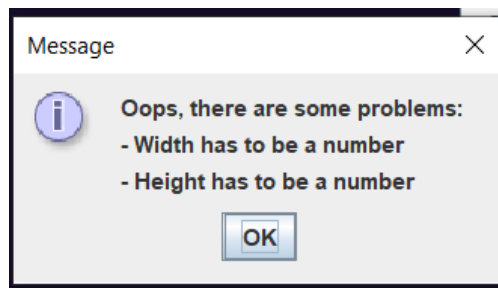 Message
Oops, there are some problems:
- Width has to be a number
- Height has to be a number
OK